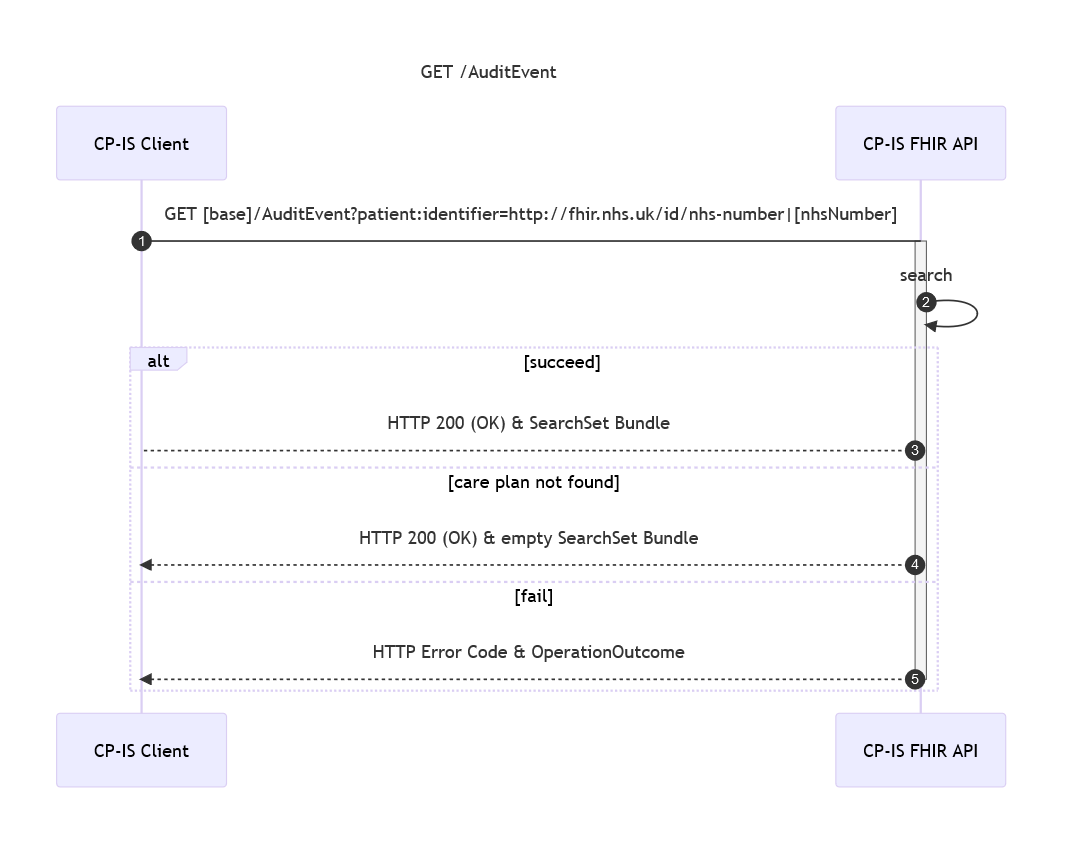 GET /AuditEvent
CP-IS Client
CP-IS FHIR API
GET [base]/AuditEvent?patient:identifier=http://fhir.nhs.uk/id/nhs-number|[nhsNumber]
1
search
2
alt
[succeed]
HTTP 200 (OK) & SearchSet Bundle
3
[care plan not found]
HTTP 200 (OK) & empty SearchSet Bundle
4
[fail]
HTTP Error Code & OperationOutcome
5
CP-IS Client
CP-IS FHIR API